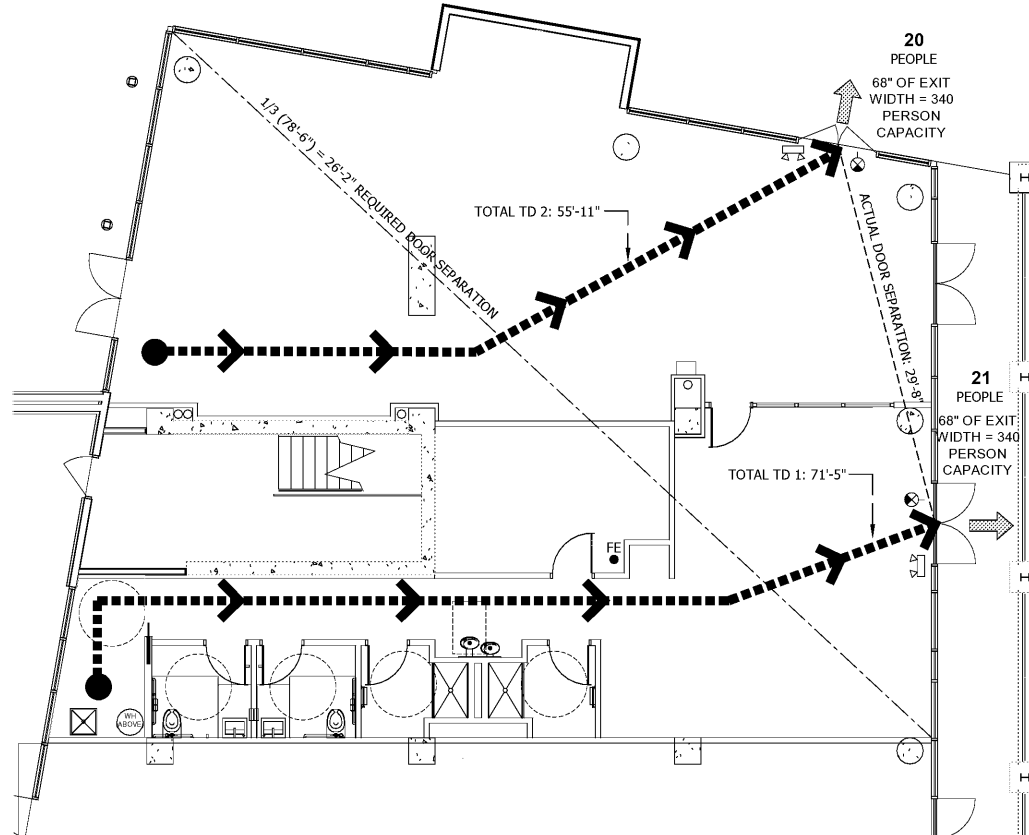 20
PEOPLE
68" OF EXIT
WIDTH = 340
PERSON
CAPACITY
1/3 (78'-6") = 26'-2" REQUIRED DOOR SEPARATION
TOTAL TD 2: 55'-11"
ACTUAL DOOR SEPARATION: 29'-8"
H
H
21
PEOPLE
68" OF EXIT
WIDTH = 340
PERSON
CAPACITY
TOTAL TD 1: 71'-5"
FE
H
WH
ABOVE
H